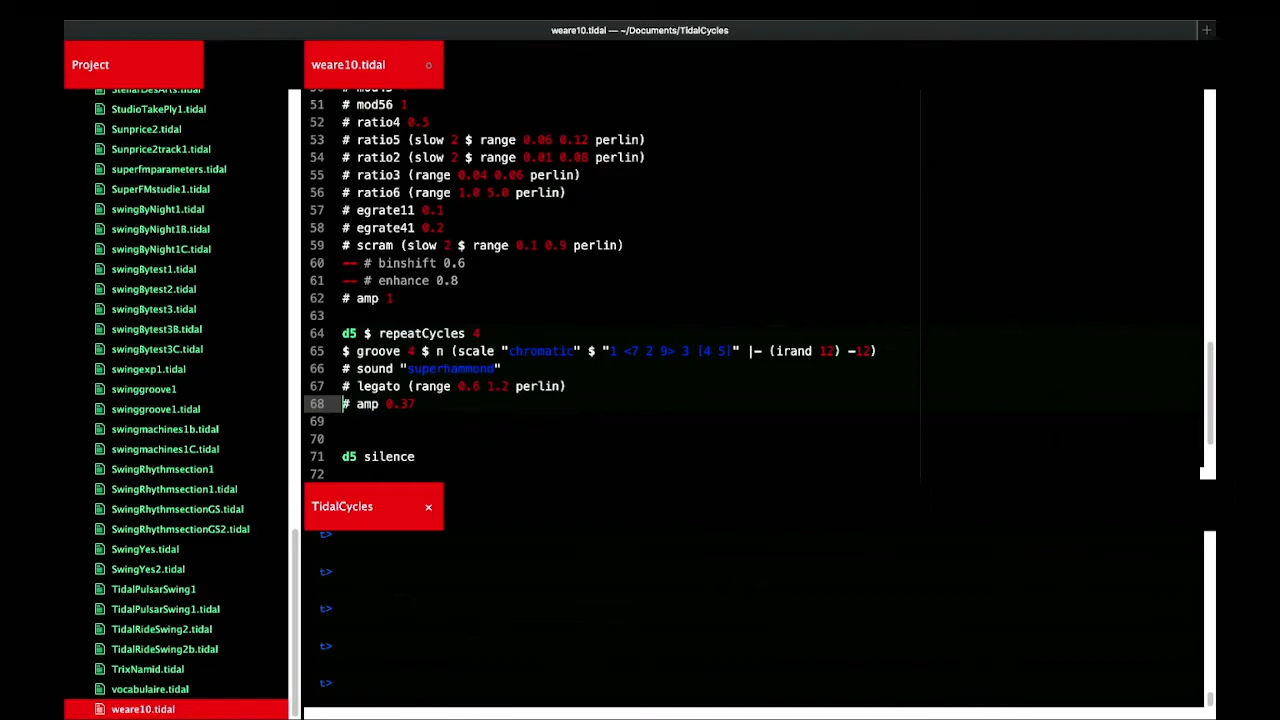 weare10.tidal — ~/Documents/TidalCycles
Project
weare10.tidal
StudioTakePly1.tidal
Sunprice2.tidal
Sunprice2track1.tidal
superfmparameters.tidal
SuperFMstudie1.tidal
swingByNight1.tidal
swingByNight1B.tidal
swingByNight1C.tidal
swingBytest1.tidal
swingBytest2.tidal
swingBytest3.tidal
swingBytest3B.tidal
swingBytest3C.tidal
swingexp1.tidal
swinggroove1
swinggroove1.tidal
swingmachines1b.tidal
swingmachines1C.tidal
SwingRhythmsection1
SwingRhythmsection1.tidal
SwingRhythmsectionGS.tidal
SwingRhythmsectionGS2.tidal
SwingYes.tidal
SwingYes2.tidal
TidalPulsarSwing1
TidalPulsarSwing1.tidal
TidalRideSwing2.tidal
TidalRideSwing2b.tidal
TrixNamid.tidal
vocabulaire.tidal
weare10.tidal
51 # mod56 1
52 # ratio4 0.5
53 # ratio5 (slow 2 $ range 0.06 0.12 perlin)
54 # ratio2 (slow 2 $ range 0.01 0.08 perlin)
55 # ratio3 (range 0.04 0.06 perlin)
56 # ratio6 (range 1.0 5.0 perlin)
57 # egrate11 0.1
58 # egrate41 0.2
59 # scram (slow 2 $ range 0.1 0.9 perlin)
60 -- # binshift 0.6
61 -- # enhance 0.8
62 # amp 1
63
64 d5 $ repeatCycles 4
65 $ groove 4 $ n (scale "chromatic" $ "1 <7 2 9> 3 [4 5]" |- (irand 12) -12)
66 # sound "superhammond"
67 # legato (range 0.6 1.2 perlin)
68 # amp 0.37
69
70
71 d5 silence
72
TidalCycles
t>
t>
t>
t>
t>